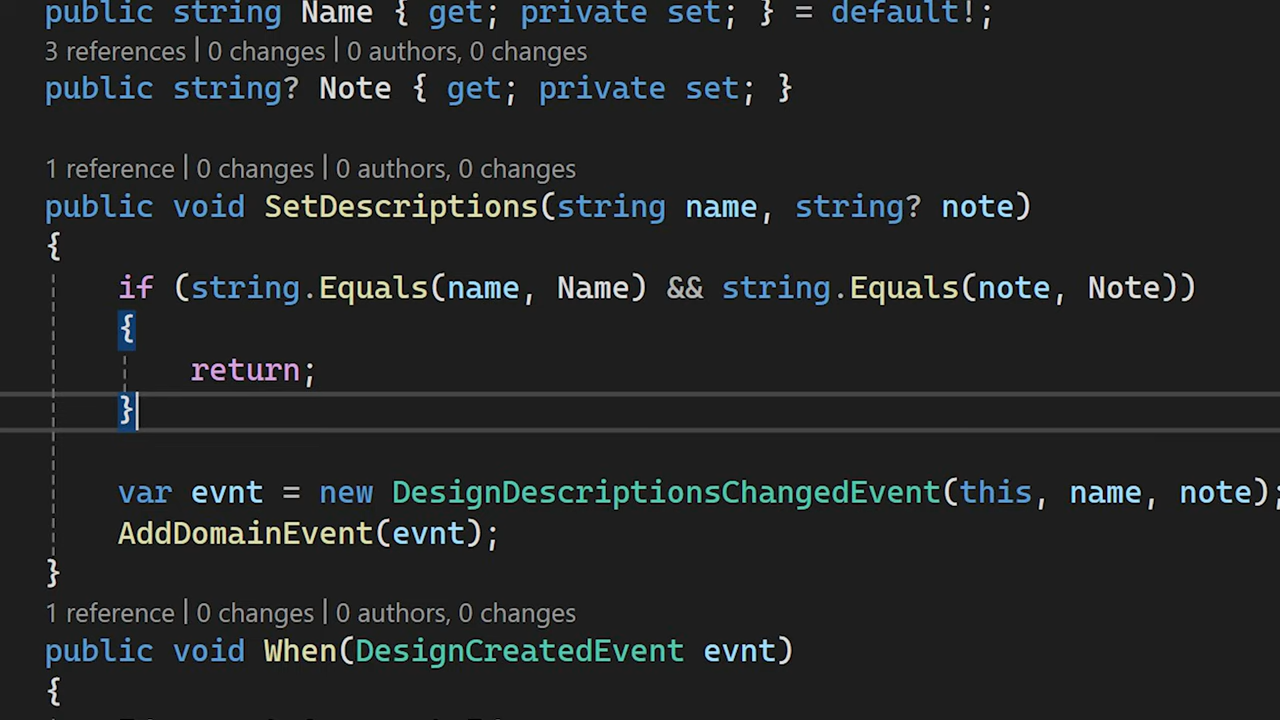 public string Name { get; private set; } = default!;
3 references | 0 changes | 0 authors, 0 changes
public string? Note { get; private set; }
1 reference | 0 changes | 0 authors, 0 changes
public void SetDescriptions(string name, string? note)
{
if (string.Equals(name, Name) && string.Equals(note, Note))
{
return;
}
var evnt = new DesignDescriptionsChangedEvent(this, name, note);
AddDomainEvent(evnt);
}
1 reference | 0 changes | 0 authors, 0 changes
public void When(DesignCreatedEvent evnt)
{